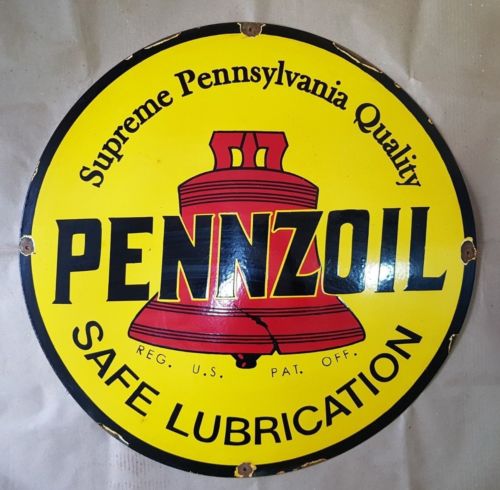 Supreme Pennsylvania Quality
PENNZOIL
REG. U.S. PAT. OFF.
SAFE LUBRICATION